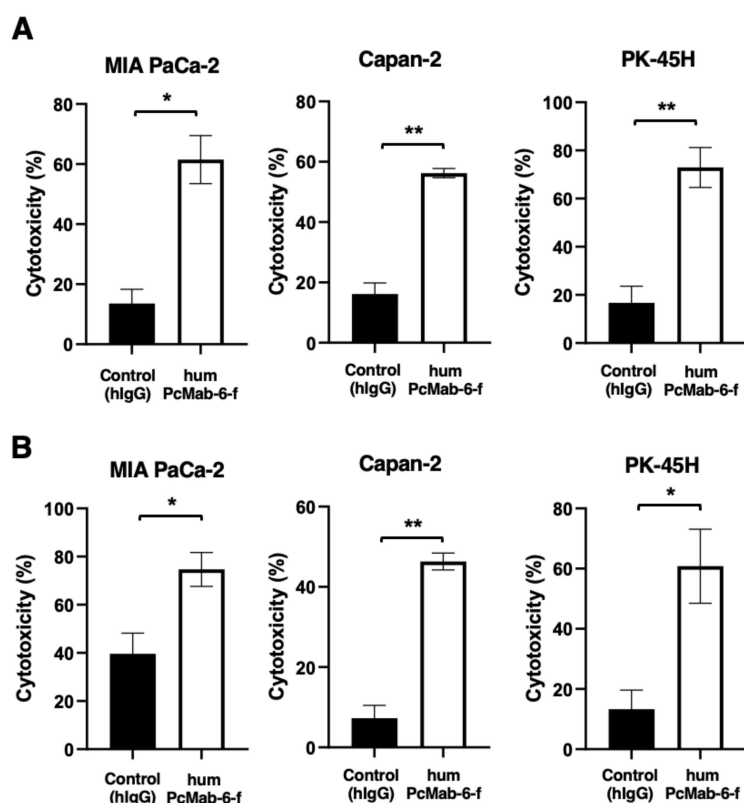 A
MIA PaCa-2
Cytotoxicity (%)
80
60
40
20
0
*
Control
(hIgG)
hum
PcMab-6-f
Capan-2
Cytotoxicity (%)
80
60
40
20
0
**
Control
(hIgG)
hum
PcMab-6-f
PK-45H
Cytotoxicity (%)
100
80
60
40
20
0
**
Control
(hIgG)
hum
PcMab-6-f
B
MIA PaCa-2
Cytotoxicity (%)
100
80
60
40
20
0
*
Control
(hIgG)
hum
PcMab-6-f
Capan-2
Cytotoxicity (%)
60
40
20
0
**
Control
(hIgG)
hum
PcMab-6-f
PK-45H
Cytotoxicity (%)
80
60
40
20
0
*
Control
(hIgG)
hum
PcMab-6-f